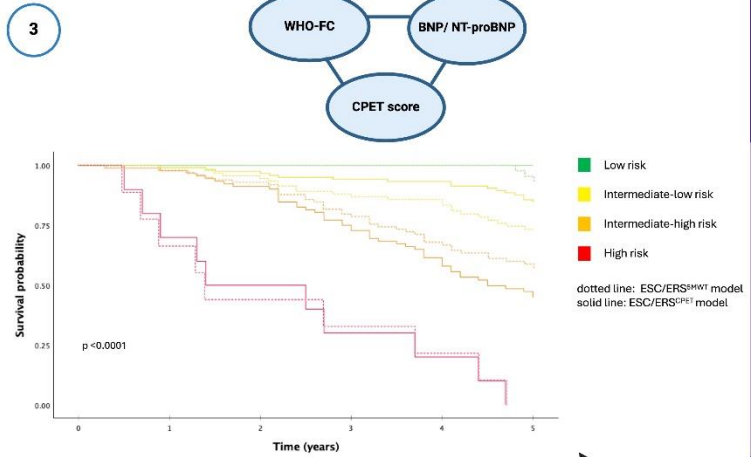 3
WHO-FC
BNP/ NT-proBNP
CPET score
1.00
0.75
0.50
0.25
0.00
Survival probability
p <0.0001
0 1 2 3 4 5
Time (years)
Low risk
Intermediate-low risk
Intermediate-high risk
High risk
dotted line: ESC/ERS6MWT model
solid line: ESC/ERSCPET model